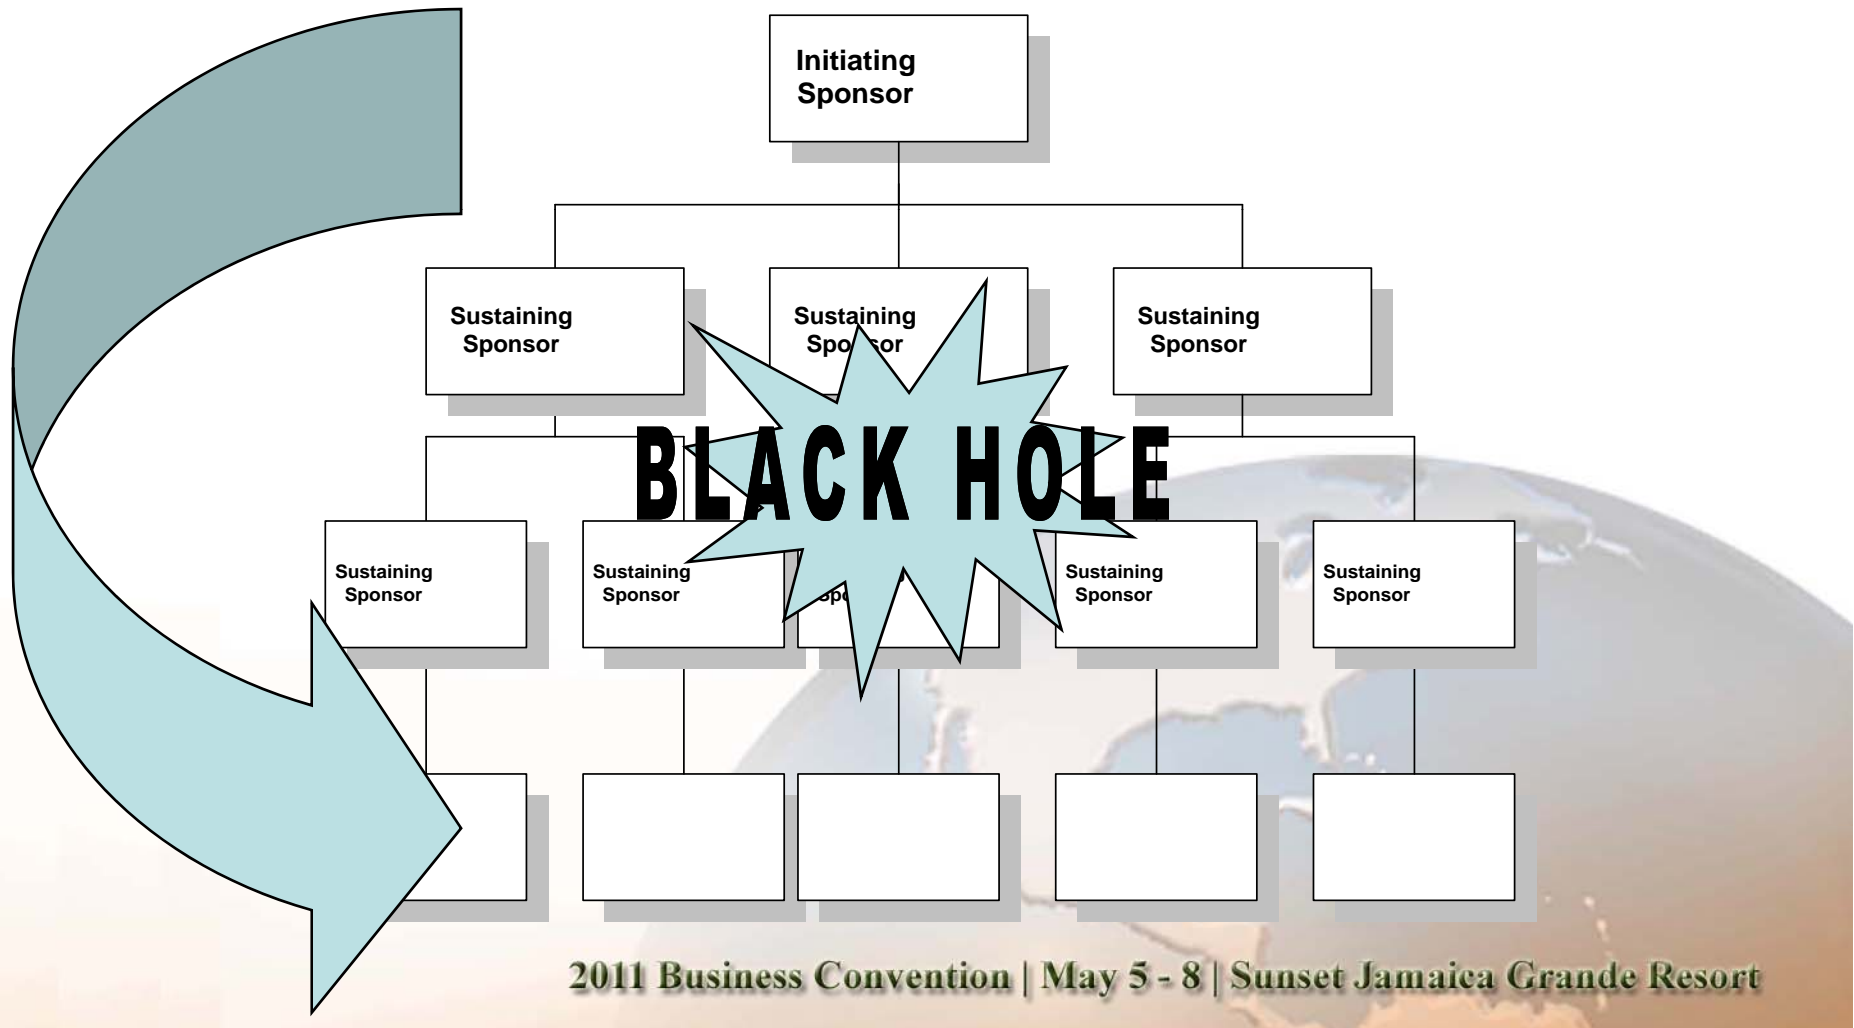 Initiating
Sponsor
Sustaining
Sponsor
Sustaining
Sponsor
Sustaining
Sponsor
BLACK HOLE
Sustaining
Sponsor
Sustaining
Sponsor
Sustaining
Sponsor
Sustaining
Sponsor
2011 Business Convention | May 5 - 8 | Sunset Jamaica Grande Resort